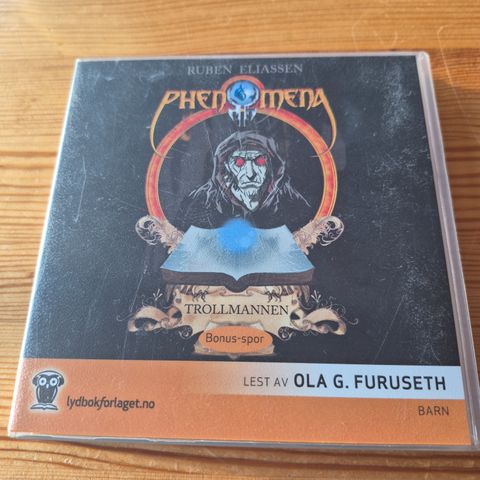 RUBEN ELIASSEN
PHENOMENA
TROLLMANNEN
Bonus-spor
LEST AV OLA G. FURUSETH
lydbokforlaget.no
BARN